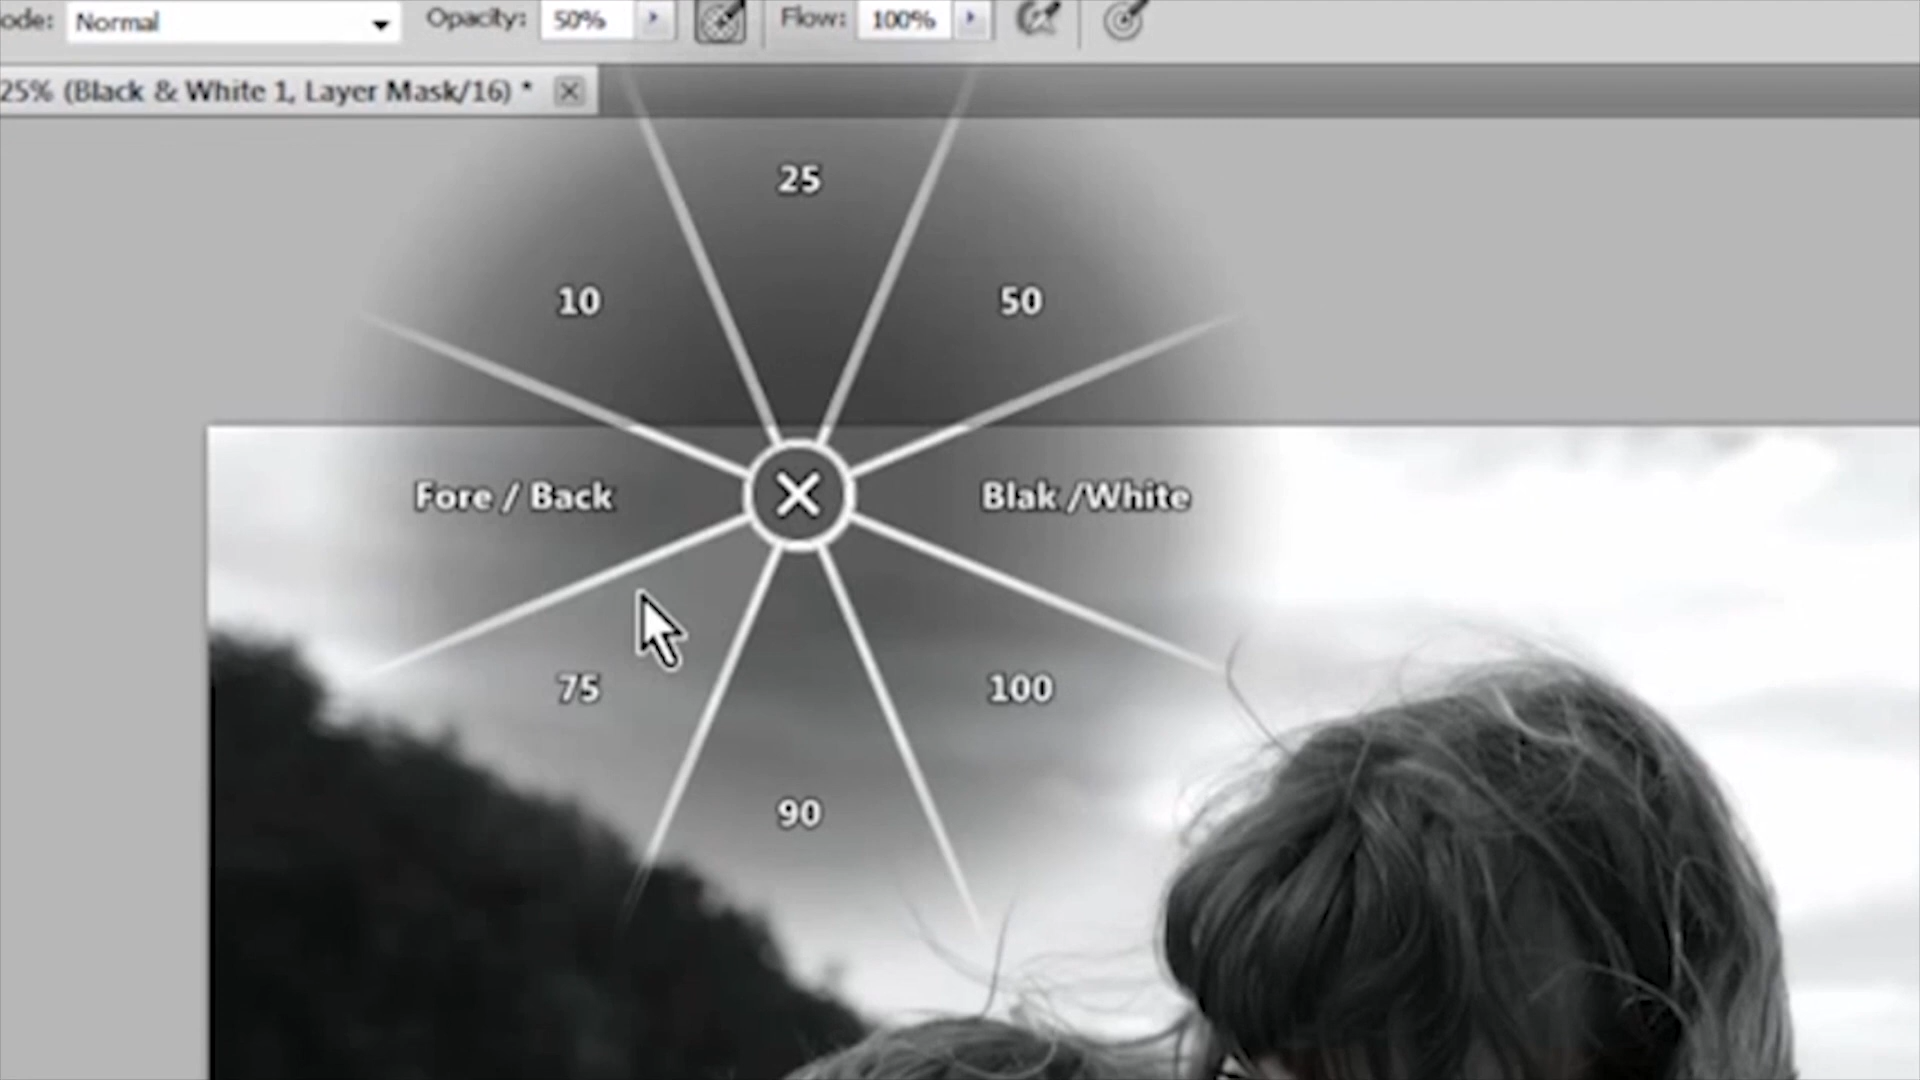 ode: Normal Opacity: 50% Flow: 100%
25% (Black & White 1, Layer Mask/16) *
25
10 50
Fore / Back Blak /White
75 100
90